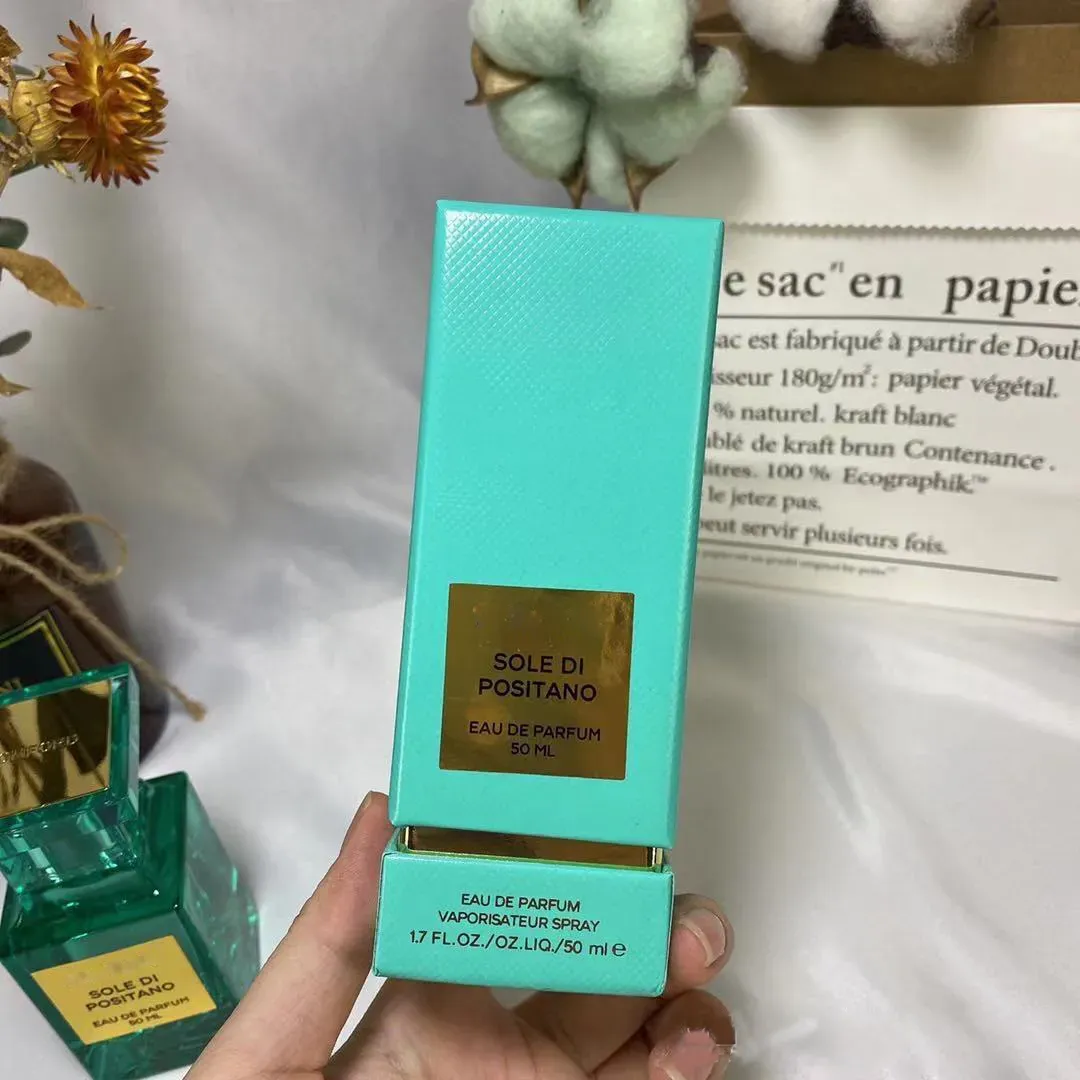 SOLE DI
POSITANO
EAU DE PARFUM
50 ML
EAU DE PARFUM
VAPORISATEUR SPRAY
1.7 FL.OZ./OZ.LIQ./50 ml ℮
e sac"en papie
ac est fabriqué à partir de Doub
isseur 180g/m²: papier végétal.
% naturel. kraft blanc
ublé de kraft brun Contenance.
litres. 100 % Ecographik™
le jetez pas.
peut servir plusieurs fois.
SOLE DI
POSITANO
EAU DE PARFUM
50 ML